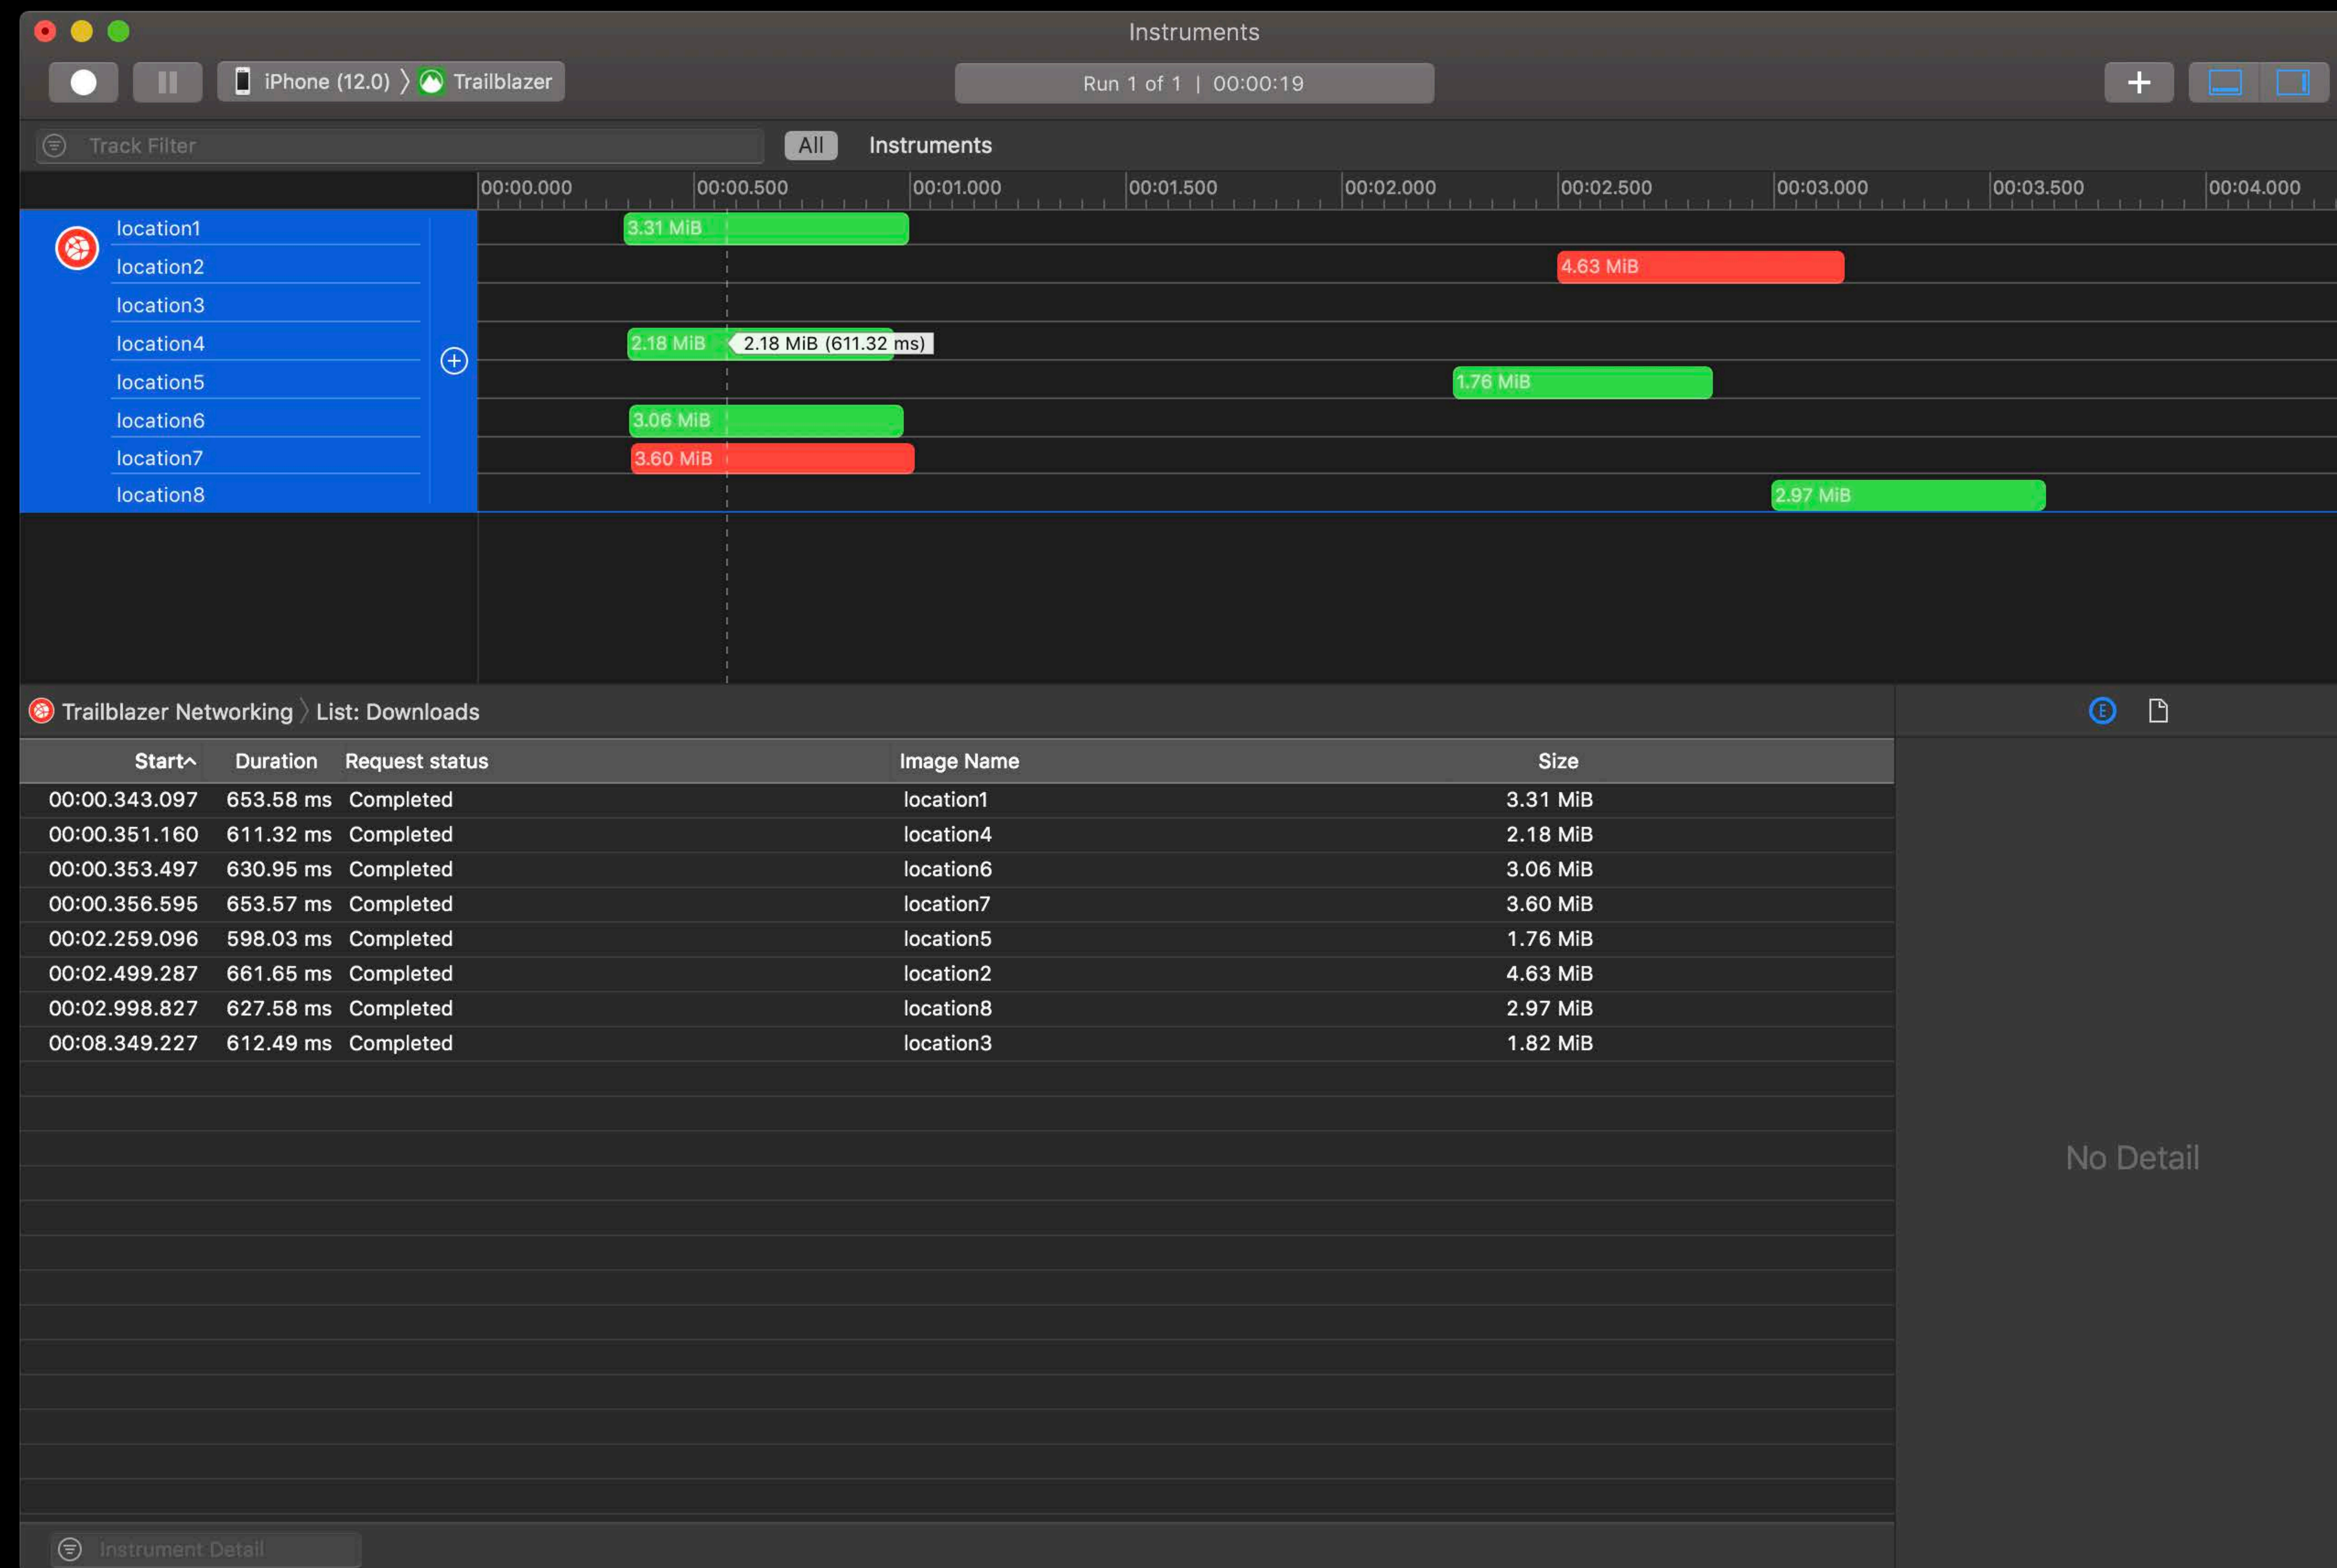 Instruments
iPhone (12.0) 〉 Trailblazer
Run 1 of 1 | 00:00:19
Track Filter All Instruments
00:00.000 00:00.500 00:01.000 00:01.500 00:02.000 00:02.500 00:03.000 00:03.500 00:04.000
location1 3.31 MiB
location2 4.63 MiB
location3
location4 2.18 MiB 2.18 MiB (611.32 ms)
location5 1.76 MiB
location6 3.06 MiB
location7 3.60 MiB
location8 2.97 MiB
Trailblazer Networking 〉 List: Downloads E
Start Duration Request status Image Name Size
00:00.343.097 653.58 ms Completed location1 3.31 MiB
00:00.351.160 611.32 ms Completed location4 2.18 MiB
00:00.353.497 630.95 ms Completed location6 3.06 MiB
00:00.356.595 653.57 ms Completed location7 3.60 MiB
00:02.259.096 598.03 ms Completed location5 1.76 MiB
00:02.499.287 661.65 ms Completed location2 4.63 MiB
00:02.998.827 627.58 ms Completed location8 2.97 MiB
00:08.349.227 612.49 ms Completed location3 1.82 MiB
No Detail
Instrument Detail